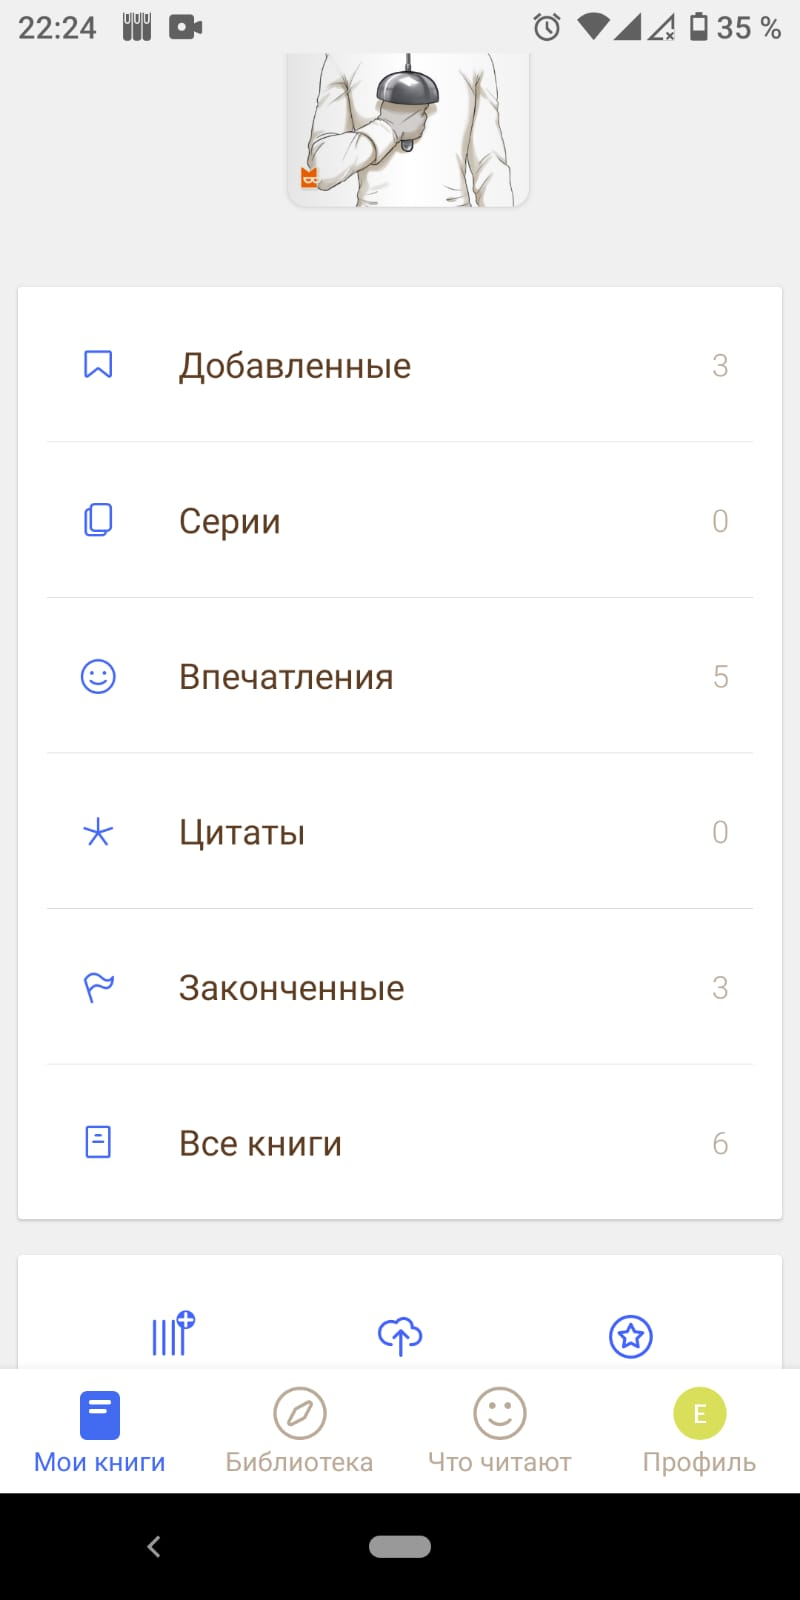 22:24 35 %
Добавленные 3
Серии 0
Впечатления 5
Цитаты 0
Законченные 3
Все книги 6
Мои книги Библиотека Что читают E Профиль